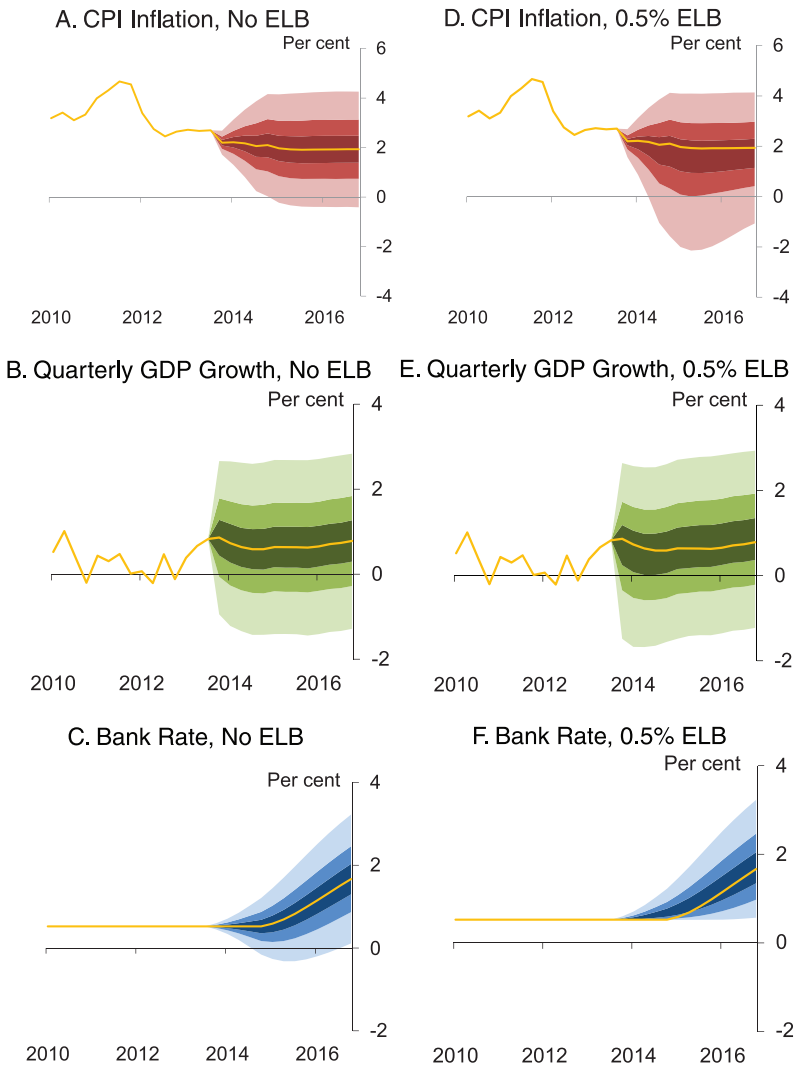 A. CPI Inflation, No ELB
Per cent
6
4
2
0
-2
-4
2010 2012 2014 2016
D. CPI Inflation, 0.5% ELB
Per cent
6
4
2
0
-2
-4
2010 2012 2014 2016
B. Quarterly GDP Growth, No ELB
Per cent
4
2
0
-2
2010 2012 2014 2016
E. Quarterly GDP Growth, 0.5% ELB
Per cent
4
2
0
-2
2010 2012 2014 2016
C. Bank Rate, No ELB
Per cent
4
2
0
-2
2010 2012 2014 2016
F. Bank Rate, 0.5% ELB
Per cent
4
2
0
-2
2010 2012 2014 2016